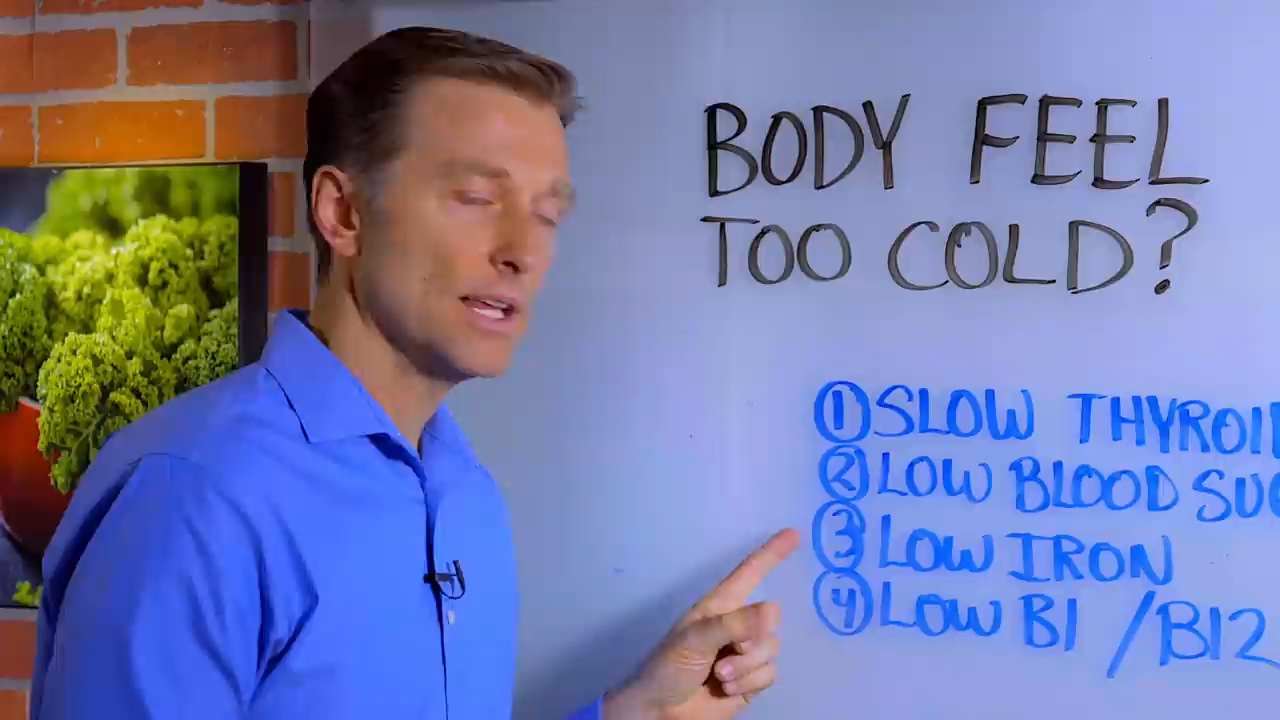 BODY FEEL
TOO COLD?
① SLOW THYROI
② LOW BLOOD SU
③ LOW IRON
④ LOW B1 / B12